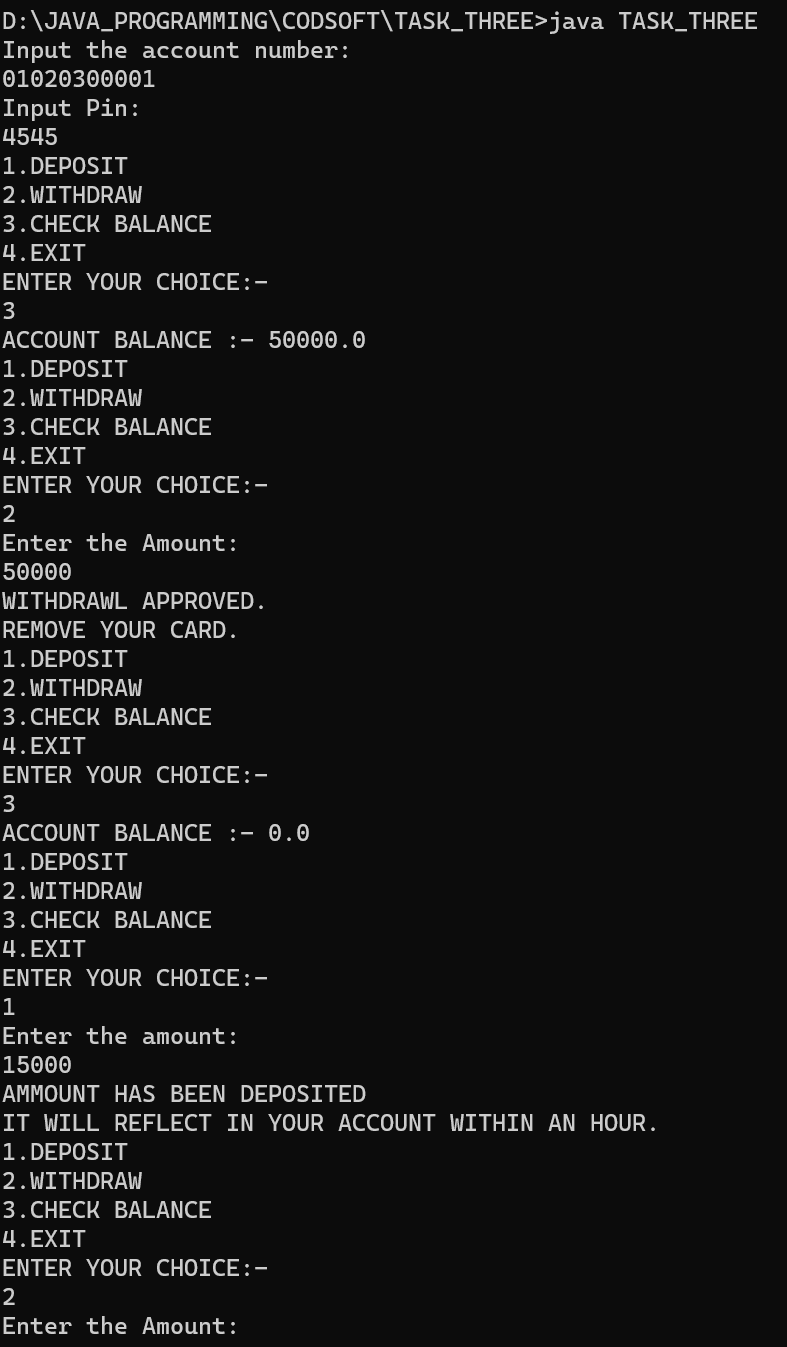 D:\JAVA_PROGRAMMING\CODSOFT\TASK_THREE>java TASK_THREE
Input the account number:
01020300001
Input Pin:
4545
1.DEPOSIT
2.WITHDRAW
3.CHECK BALANCE
4.EXIT
ENTER YOUR CHOICE:-
3
ACCOUNT BALANCE :- 50000.0
1.DEPOSIT
2.WITHDRAW
3.CHECK BALANCE
4.EXIT
ENTER YOUR CHOICE:-
2
Enter the Amount:
50000
WITHDRAWL APPROVED.
REMOVE YOUR CARD.
1.DEPOSIT
2.WITHDRAW
3.CHECK BALANCE
4.EXIT
ENTER YOUR CHOICE:-
3
ACCOUNT BALANCE :- 0.0
1.DEPOSIT
2.WITHDRAW
3.CHECK BALANCE
4.EXIT
ENTER YOUR CHOICE:-
1
Enter the amount:
15000
AMMOUNT HAS BEEN DEPOSITED
IT WILL REFLECT IN YOUR ACCOUNT WITHIN AN HOUR.
1.DEPOSIT
2.WITHDRAW
3.CHECK BALANCE
4.EXIT
ENTER YOUR CHOICE:-
2
Enter the Amount: